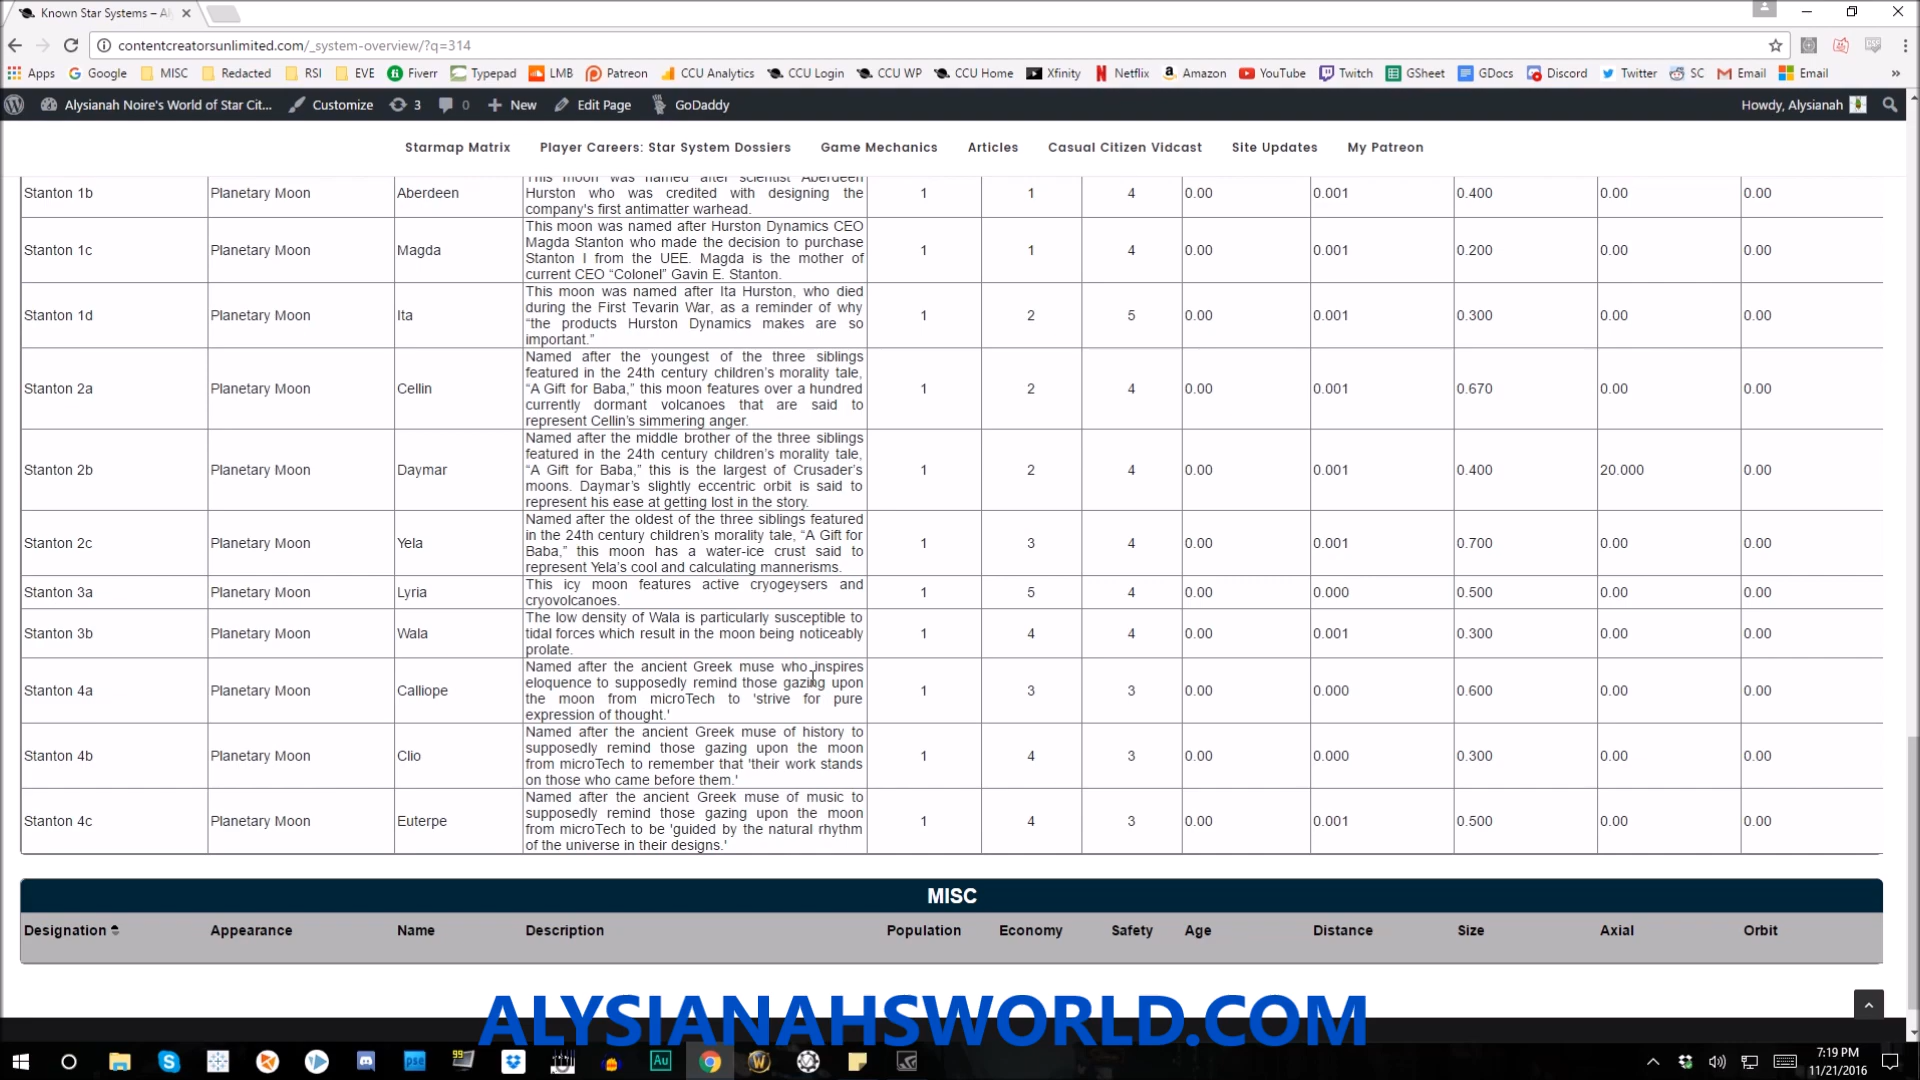 Known Star Systems – Al
contentcreatorsunlimited.com/_system-overview/?q=314
Apps Google MISC Redacted RSI EVE Fiverr Typepad LMB Patreon CCU Analytics CCU Login CCU WP CCU Home Xfinity Netflix Amazon YouTube Twitch GSheet GDocs Discord Twitter SC Email Email »
Alysianah Noire's World of Star Cit... Customize 3 0 New Edit Page GoDaddy Howdy, Alysianah
Starmap Matrix Player Careers: Star System Dossiers Game Mechanics Articles Casual Citizen Vidcast Site Updates My Patreon
This moon was named after scientist Aberdeen
Stanton 1b Planetary Moon Aberdeen Hurston who was credited with designing the 1 1 4 0.00 0.001 0.400 0.00 0.00
company's first antimatter warhead.
This moon was named after Hurston Dynamics CEO
Magda Stanton who made the decision to purchase
Stanton 1c Planetary Moon Magda Stanton I from the UEE. Magda is the mother of 1 1 4 0.00 0.001 0.200 0.00 0.00
current CEO “Colonel” Gavin E. Stanton.
This moon was named after Ita Hurston, who died
during the First Tevarin War, as a reminder of why
Stanton 1d Planetary Moon Ita “the products Hurston Dynamics makes are so 1 2 5 0.00 0.001 0.300 0.00 0.00
important.”
Named after the youngest of the three siblings
featured in the 24th century children’s morality tale,
Stanton 2a Planetary Moon Cellin “A Gift for Baba,” this moon features over a hundred 1 2 4 0.00 0.001 0.670 0.00 0.00
currently dormant volcanoes that are said to
represent Cellin’s simmering anger.
Named after the middle brother of the three siblings
featured in the 24th century children’s morality tale,
Stanton 2b Planetary Moon Daymar “A Gift for Baba,” this is the largest of Crusader’s 1 2 4 0.00 0.001 0.400 20.000 0.00
moons. Daymar’s slightly eccentric orbit is said to
represent his ease at getting lost in the story.
Named after the oldest of the three siblings featured
in the 24th century children’s morality tale, “A Gift for
Stanton 2c Planetary Moon Yela Baba,” this moon has a water-ice crust said to 1 3 4 0.00 0.001 0.700 0.00 0.00
represent Yela’s cool and calculating mannerisms.
Stanton 3a Planetary Moon Lyria This icy moon features active cryogeysers and 1 5 4 0.00 0.000 0.500 0.00 0.00
cryovolcanoes.
The low density of Wala is particularly susceptible to
Stanton 3b Planetary Moon Wala tidal forces which result in the moon being noticeably 1 4 4 0.00 0.001 0.300 0.00 0.00
prolate.
Named after the ancient Greek muse who inspires
eloquence to supposedly remind those gazing upon
Stanton 4a Planetary Moon Calliope the moon from microTech to 'strive for pure 1 3 3 0.00 0.000 0.600 0.00 0.00
expression of thought.'
Named after the ancient Greek muse of history to
supposedly remind those gazing upon the moon
Stanton 4b Planetary Moon Clio from microTech to remember that 'their work stands 1 4 3 0.00 0.000 0.300 0.00 0.00
on those who came before them.'
Named after the ancient Greek muse of music to
supposedly remind those gazing upon the moon
Stanton 4c Planetary Moon Euterpe from microTech to be 'guided by the natural rhythm 1 4 3 0.00 0.001 0.500 0.00 0.00
of the universe in their designs.'
MISC
Designation Appearance Name Description Population Economy Safety Age Distance Size Axial Orbit
ALYSIANAHSWORLD.COM
pse 99 Au W 7:19 PM
11/21/2016